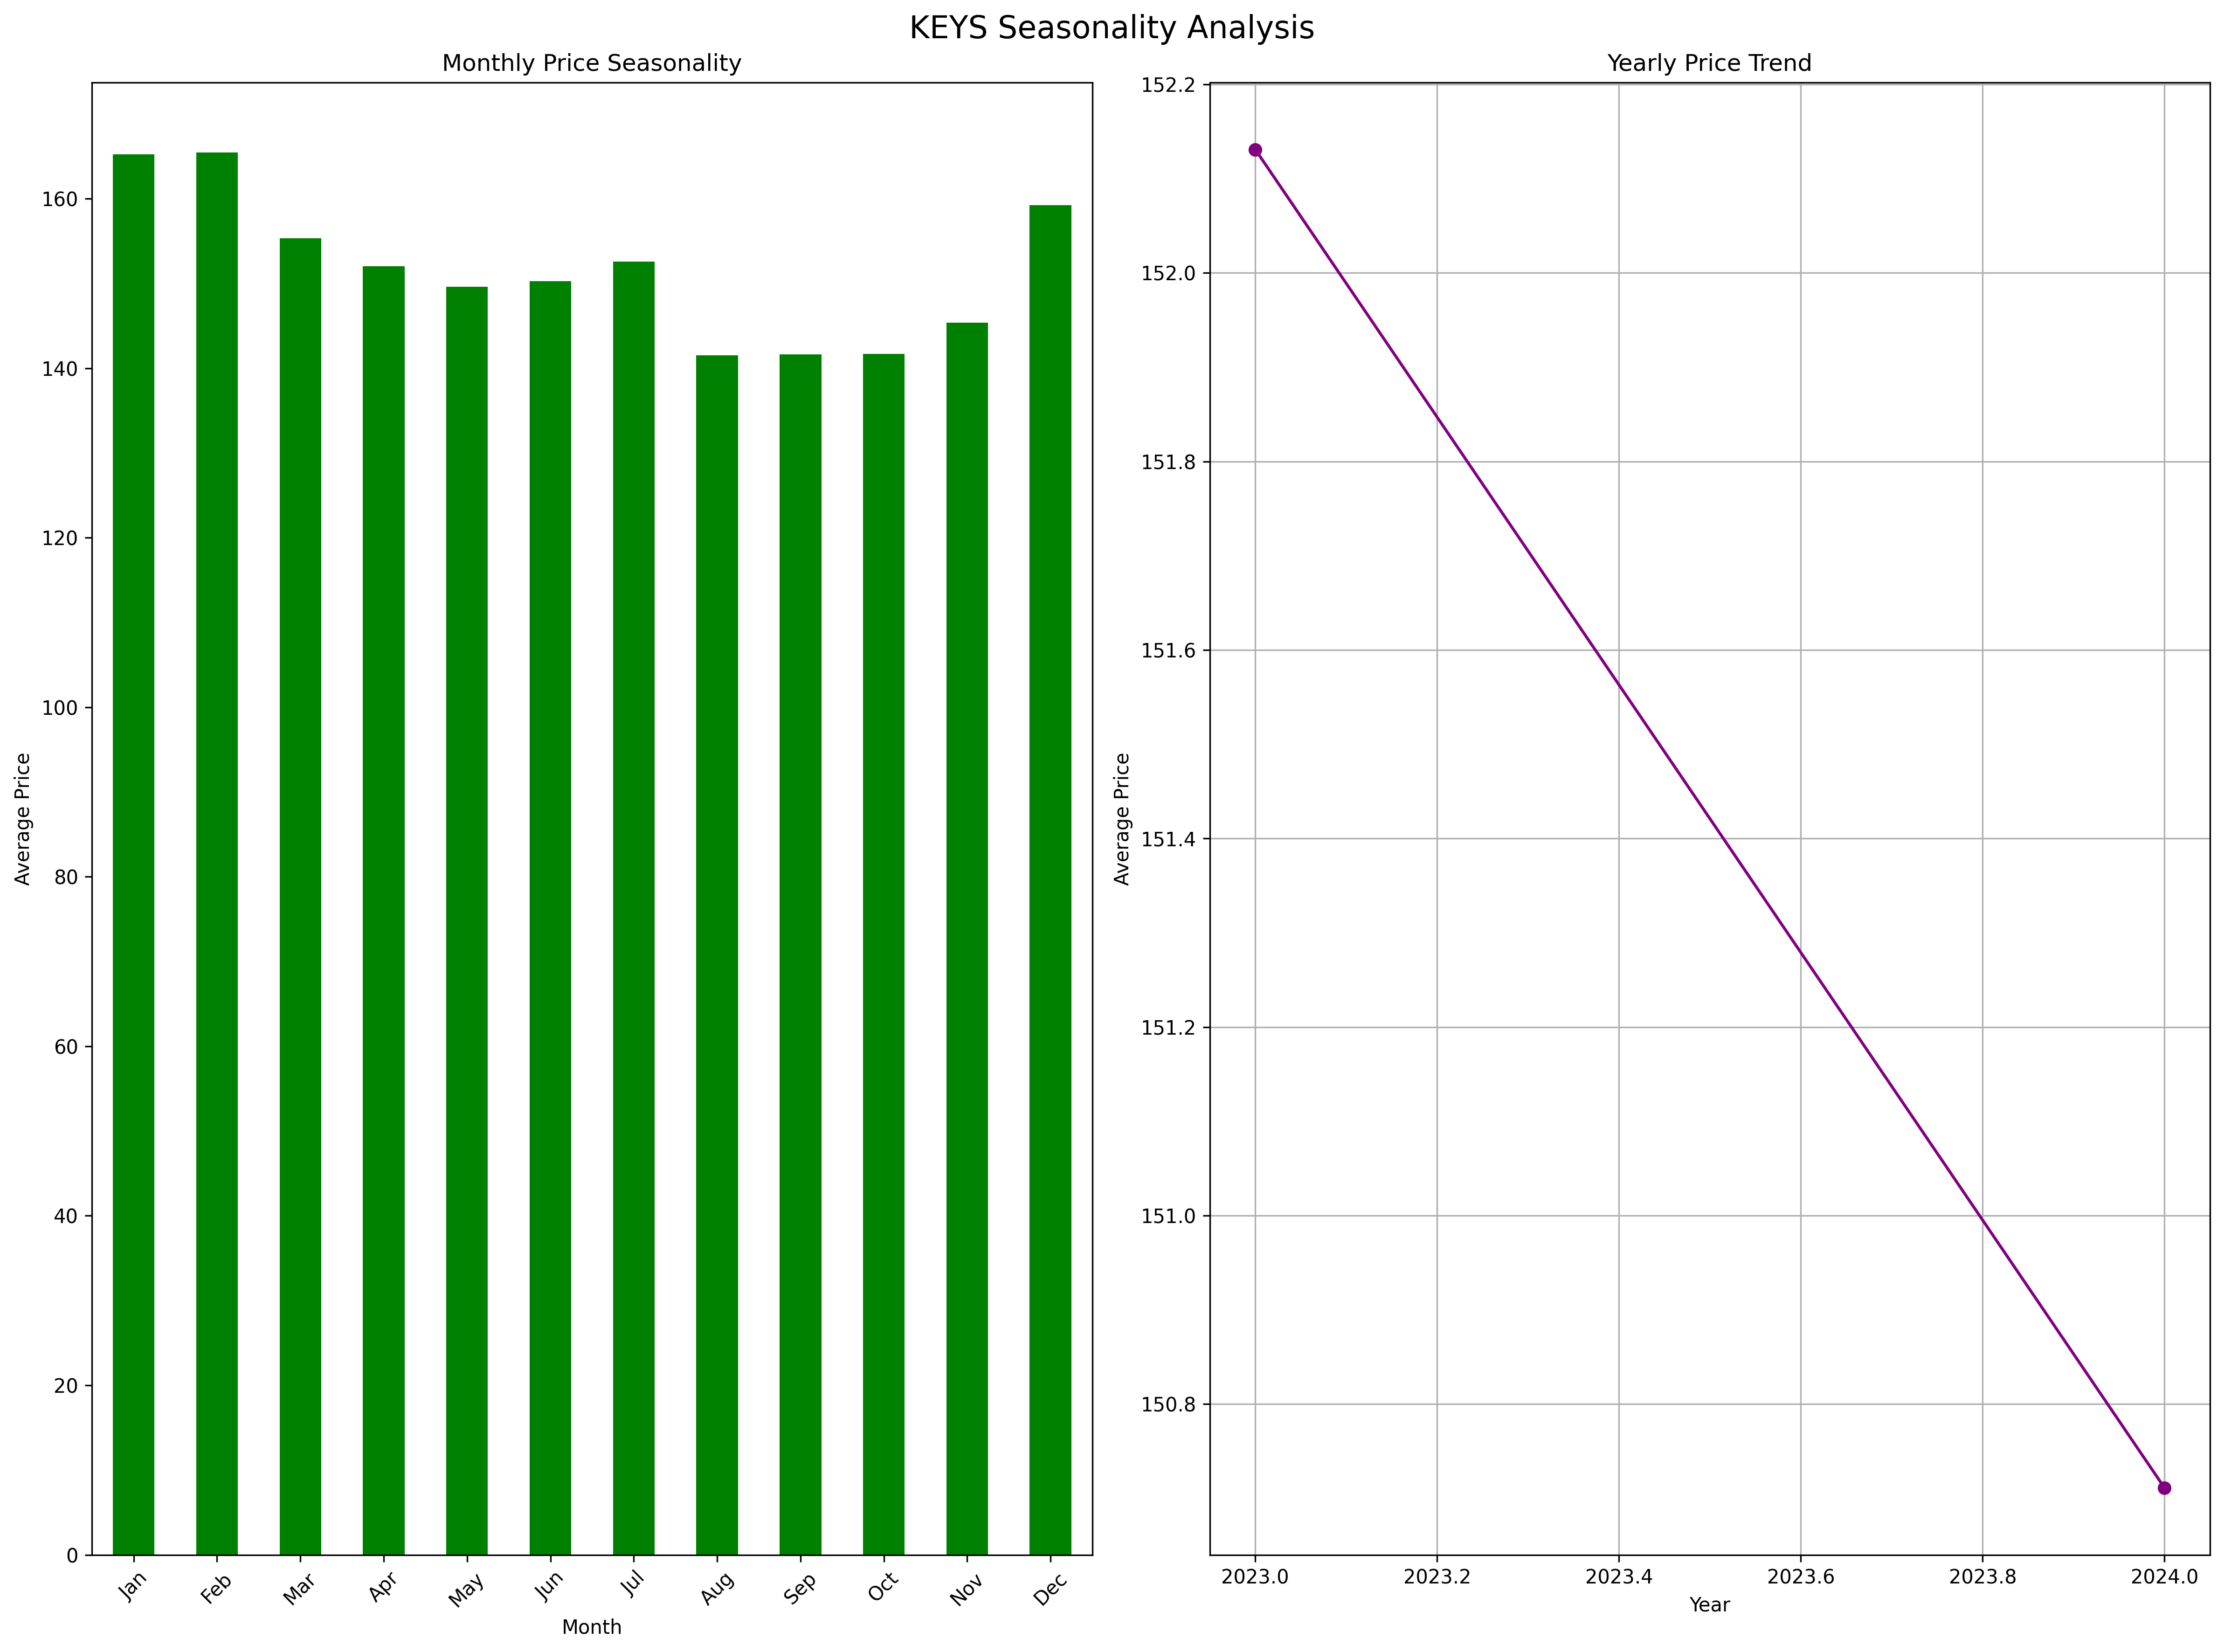 KEYS Seasonality Analysis
Monthly Price Seasonality
Average Price
160
140
120
100
80
60
40
20
0
Jan
Feb
Mar
Apr
May
Jun
Jul
Aug
Sep
Oct
Nov
Dec
Month
Yearly Price Trend
Average Price
152.2
152.0
151.8
151.6
151.4
151.2
151.0
150.8
2023.0
2023.2
2023.4
2023.6
2023.8
2024.0
Year